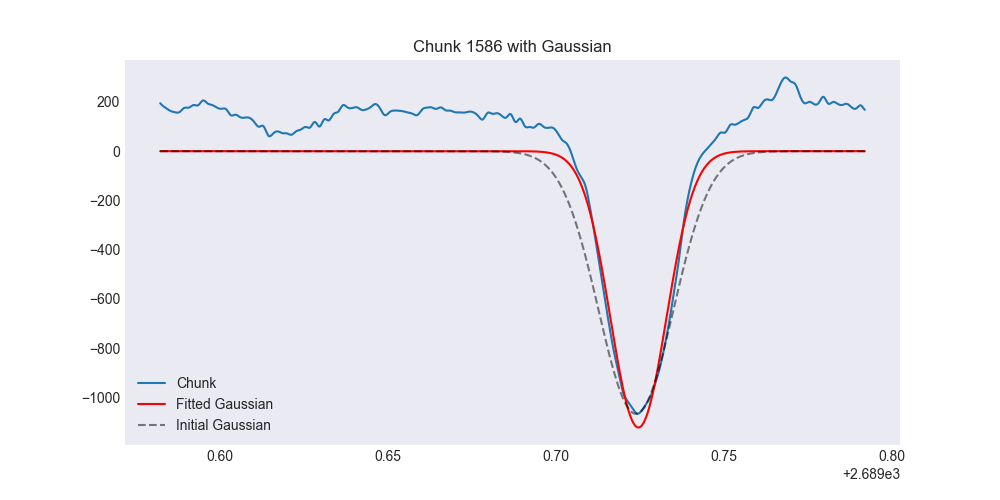 Chunk 1586 with Gaussian
200
0
−200
−400
−600
−800
−1000
Chunk
Fitted Gaussian
Initial Gaussian
0.60 0.65 0.70 0.75 0.80
+2.689e3